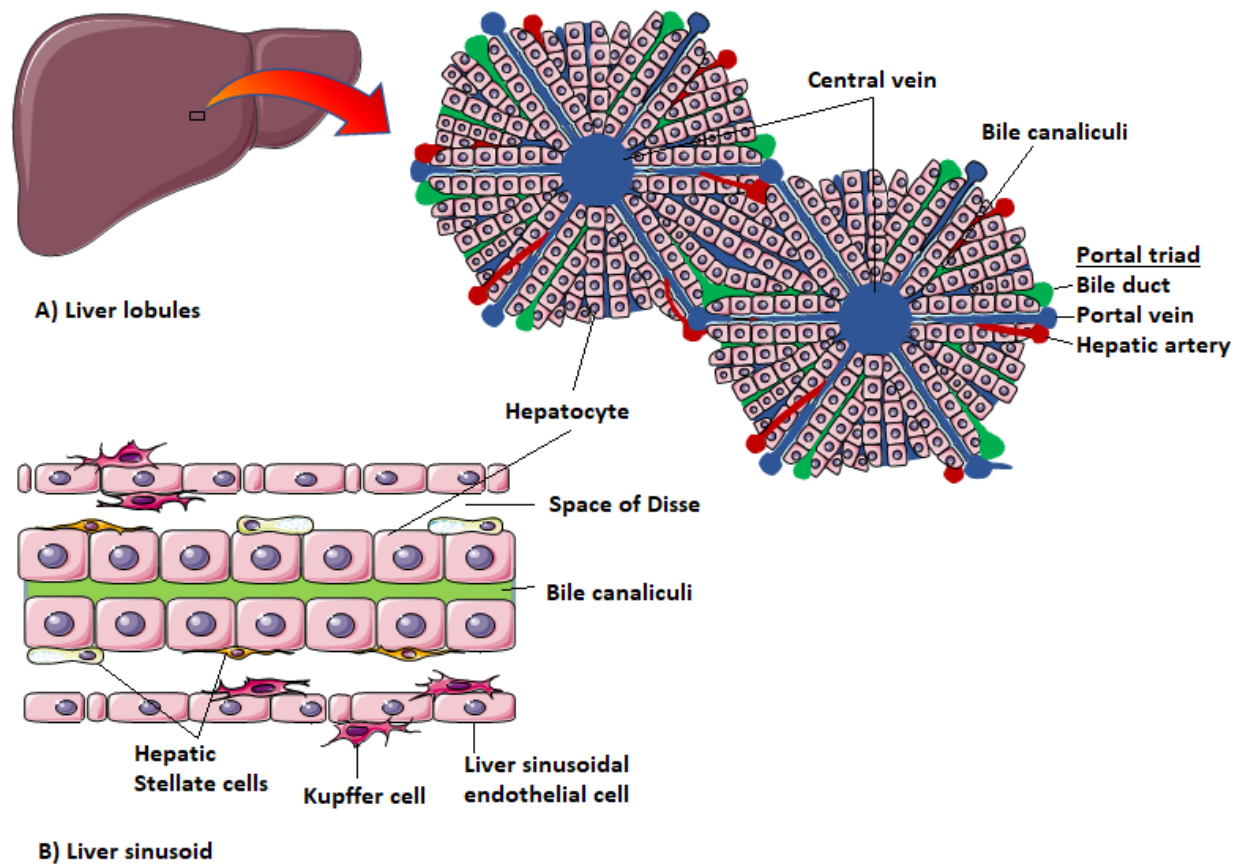 Central vein
Bile canaliculi
Portal triad
Bile duct
Portal vein
Hepatic artery
A) Liver lobules
Hepatocyte
Space of Disse
Bile canaliculi
Hepatic
Stellate cells
Kupffer cell
Liver sinusoidal
endothelial cell
B) Liver sinusoid